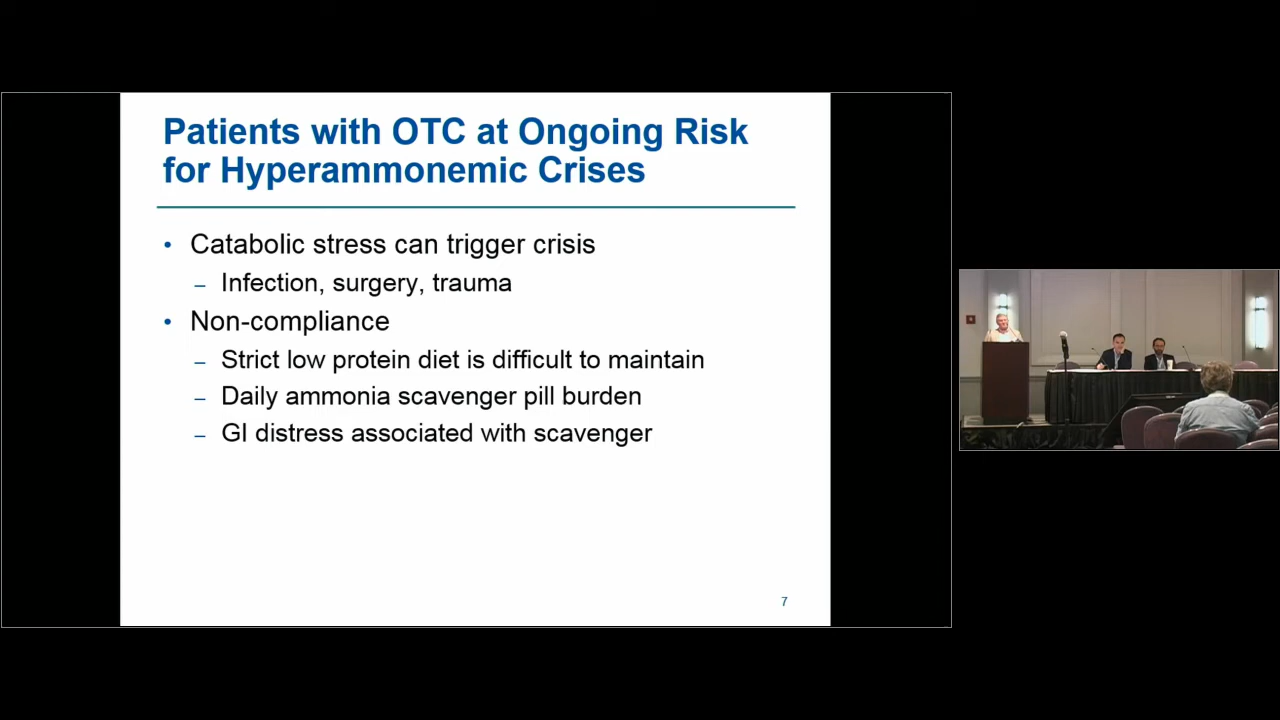 Patients with OTC at Ongoing Risk
for Hyperammonemic Crises
• Catabolic stress can trigger crisis
– Infection, surgery, trauma
• Non-compliance
– Strict low protein diet is difficult to maintain
– Daily ammonia scavenger pill burden
– GI distress associated with scavenger
7